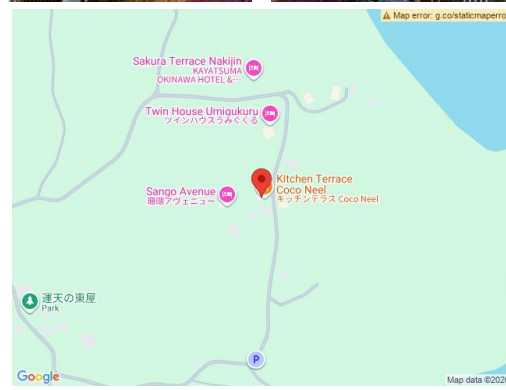 Map error: g.co/staticmaperro
Sakura Terrace Nakijin
KAYATSUMA
OKINAWA HOTEL &…
Twin House Umigukuru
ツインハウスうみぐくる
Kitchen Terrace
Coco Neel
キッチンテラス Coco Neel
Sango Avenue
珊瑚アヴェニュー
運天の東屋
Park
P
Google
Map data ©2026